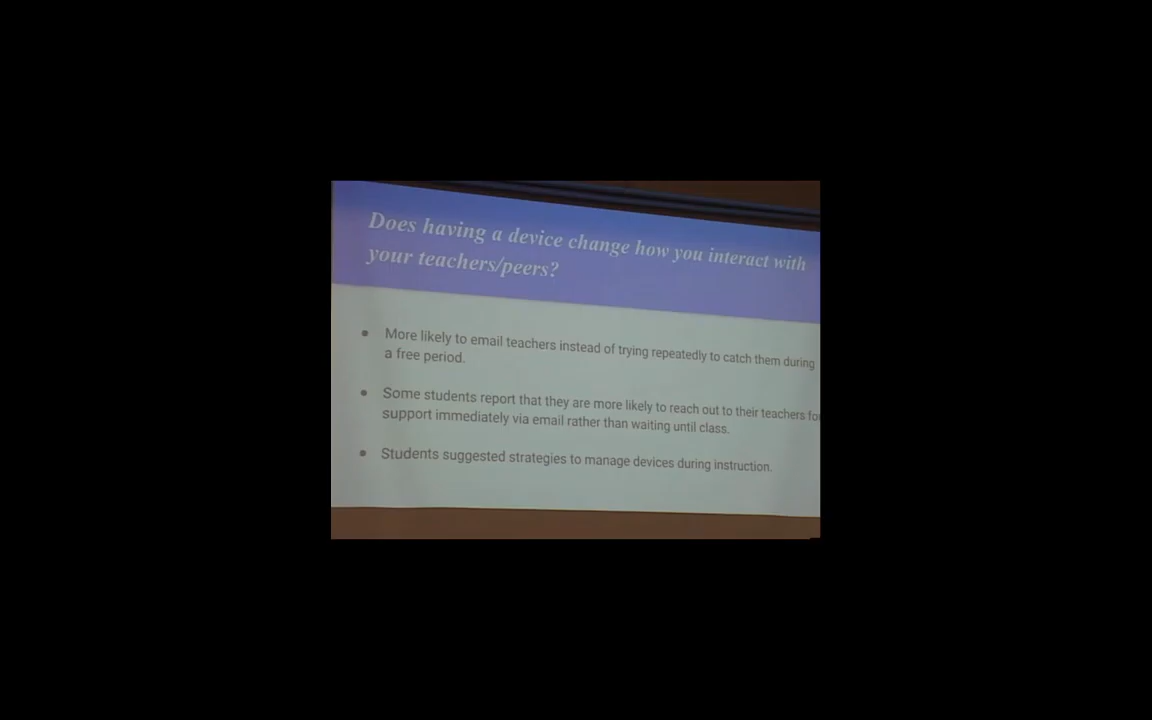 Does having a device change how you interact with
your teachers/peers?
• More likely to email teachers instead of trying repeatedly to catch them during
a free period.
• Some students report that they are more likely to reach out to their teachers for
support immediately via email rather than waiting until class.
• Students suggested strategies to manage devices during instruction.